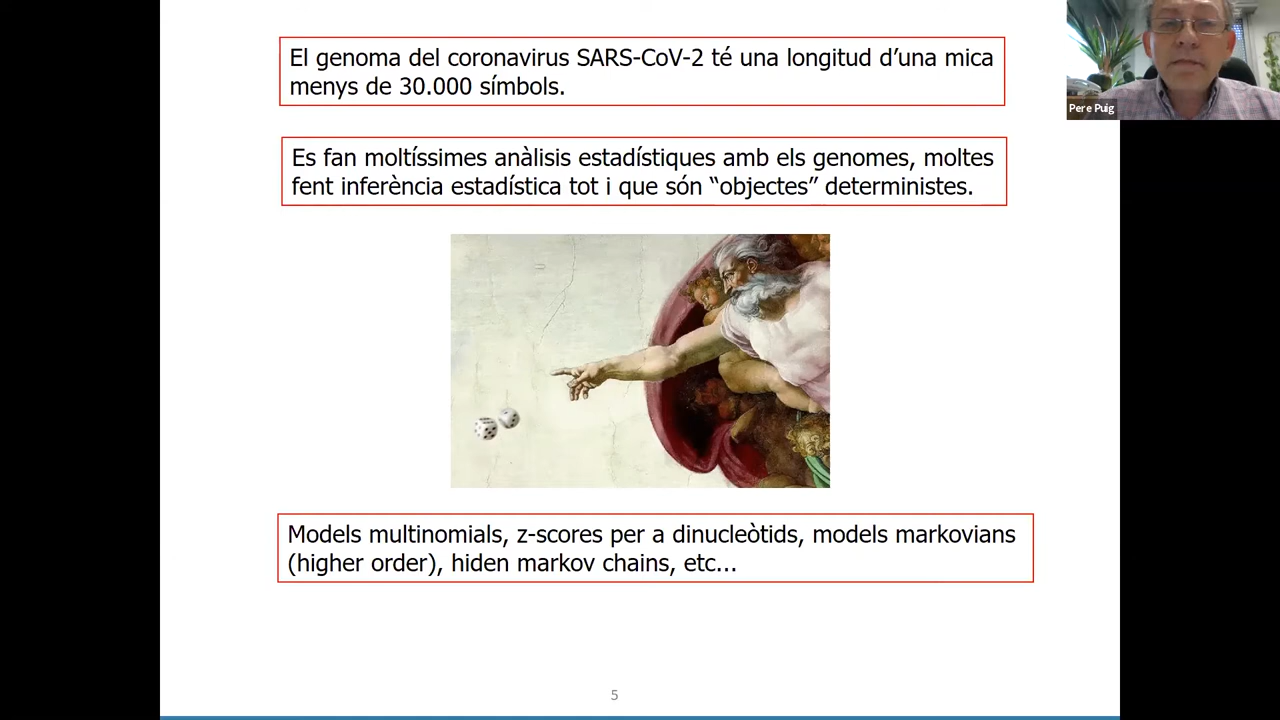 El genoma del coronavirus SARS-CoV-2 té una longitud d’una mica
menys de 30.000 símbols.
Pere Puig
Es fan moltíssimes anàlisis estadístiques amb els genomes, moltes
fent inferència estadística tot i que són “objectes” deterministes.
Models multinomials, z-scores per a dinucleòtids, models markovians
(higher order), hiden markov chains, etc...
5